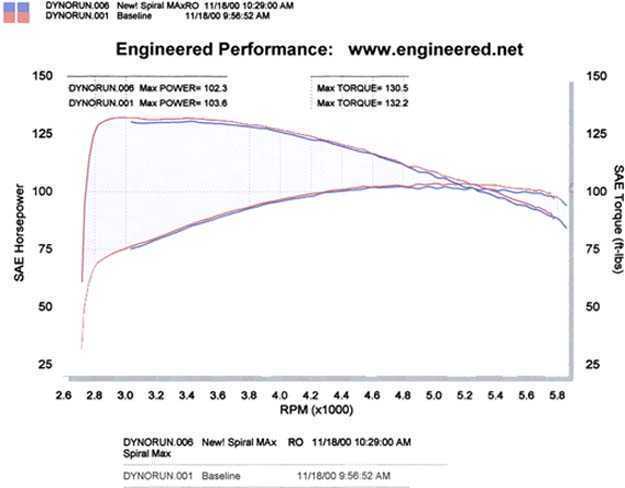 DYNORUN.006 New! Spiral MAxRO 11/18/00 10:29:00 AM
DYNORUN.001 Baseline 11/18/00 9:56:52 AM
Engineered Performance: www.engineered.net
150 150
DYNORUN.006 Max POWER= 102.3 Max TORQUE= 130.5
DYNORUN.001 Max POWER= 103.6 Max TORQUE= 132.2
125 125
100 100
75 75
50 50
25 25
SAE Horsepower
SAE Torque (ft-lbs)
2.6 2.8 3.0 3.2 3.4 3.6 3.8 4.0 4.2 4.4 4.6 4.8 5.0 5.2 5.4 5.6 5.8
RPM (x1000)
DYNORUN.006 New! Spiral MAx RO 11/18/00 10:29:00 AM
Spiral Max
DYNORUN.001 Baseline 11/18/00 9:56:52 AM